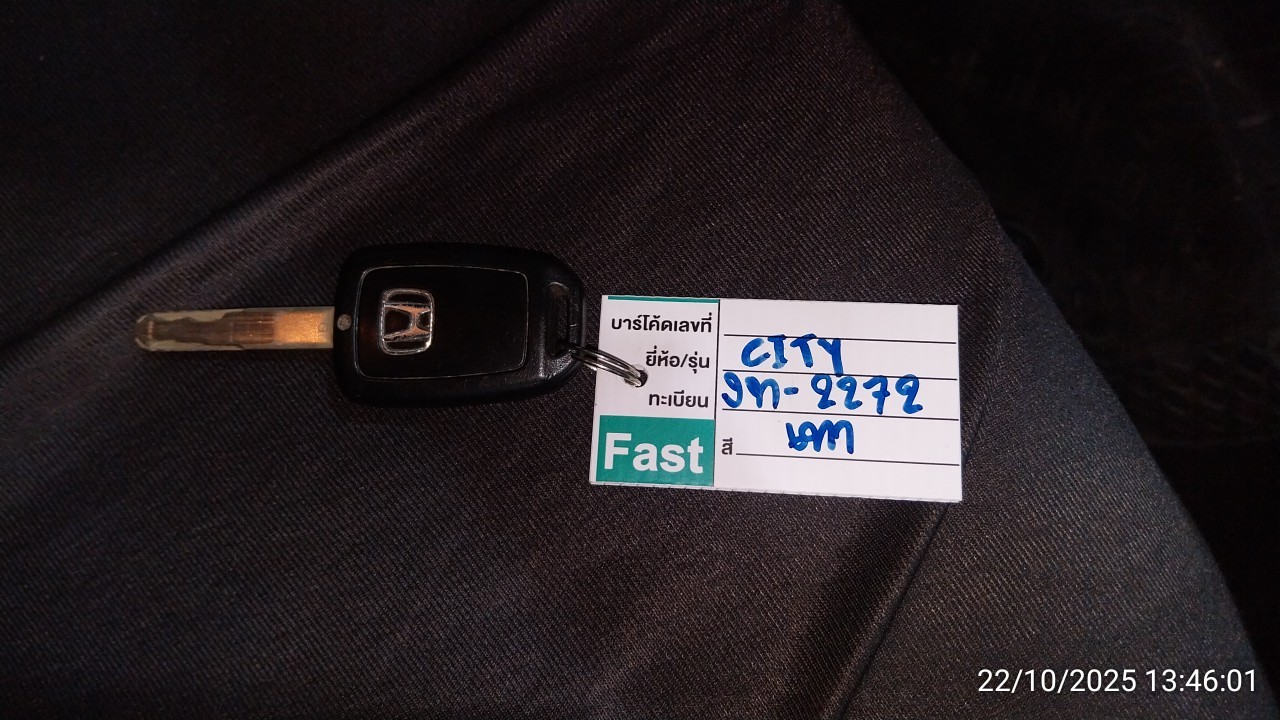 บาร์โค้ดเลขที่
ยี่ห้อ/รุ่น CITY
ทะเบียน งท-2272
Fast
สี เทา
22/10/2025 13:46:01